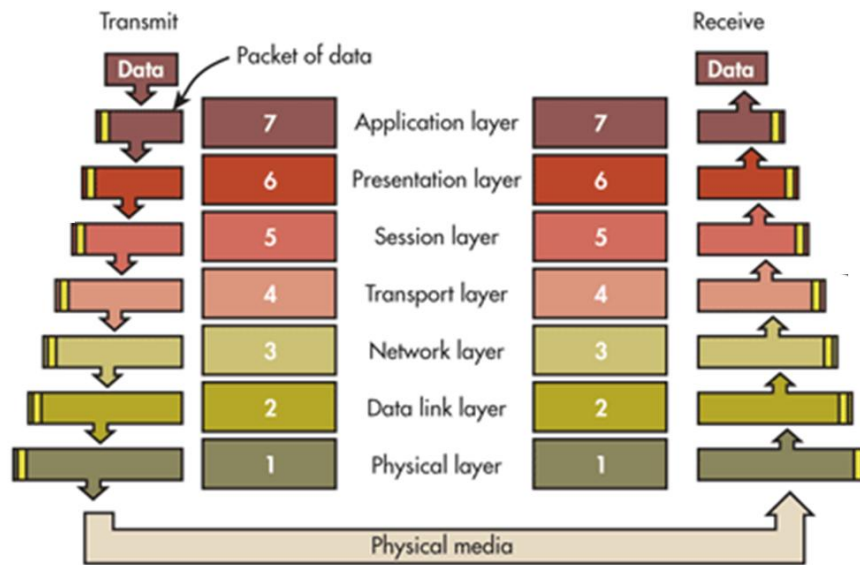 Transmit Receive
Data Packet of data Data
7 Application layer 7
6 Presentation layer 6
5 Session layer 5
4 Transport layer 4
3 Network layer 3
2 Data link layer 2
1 Physical layer 1
Physical media